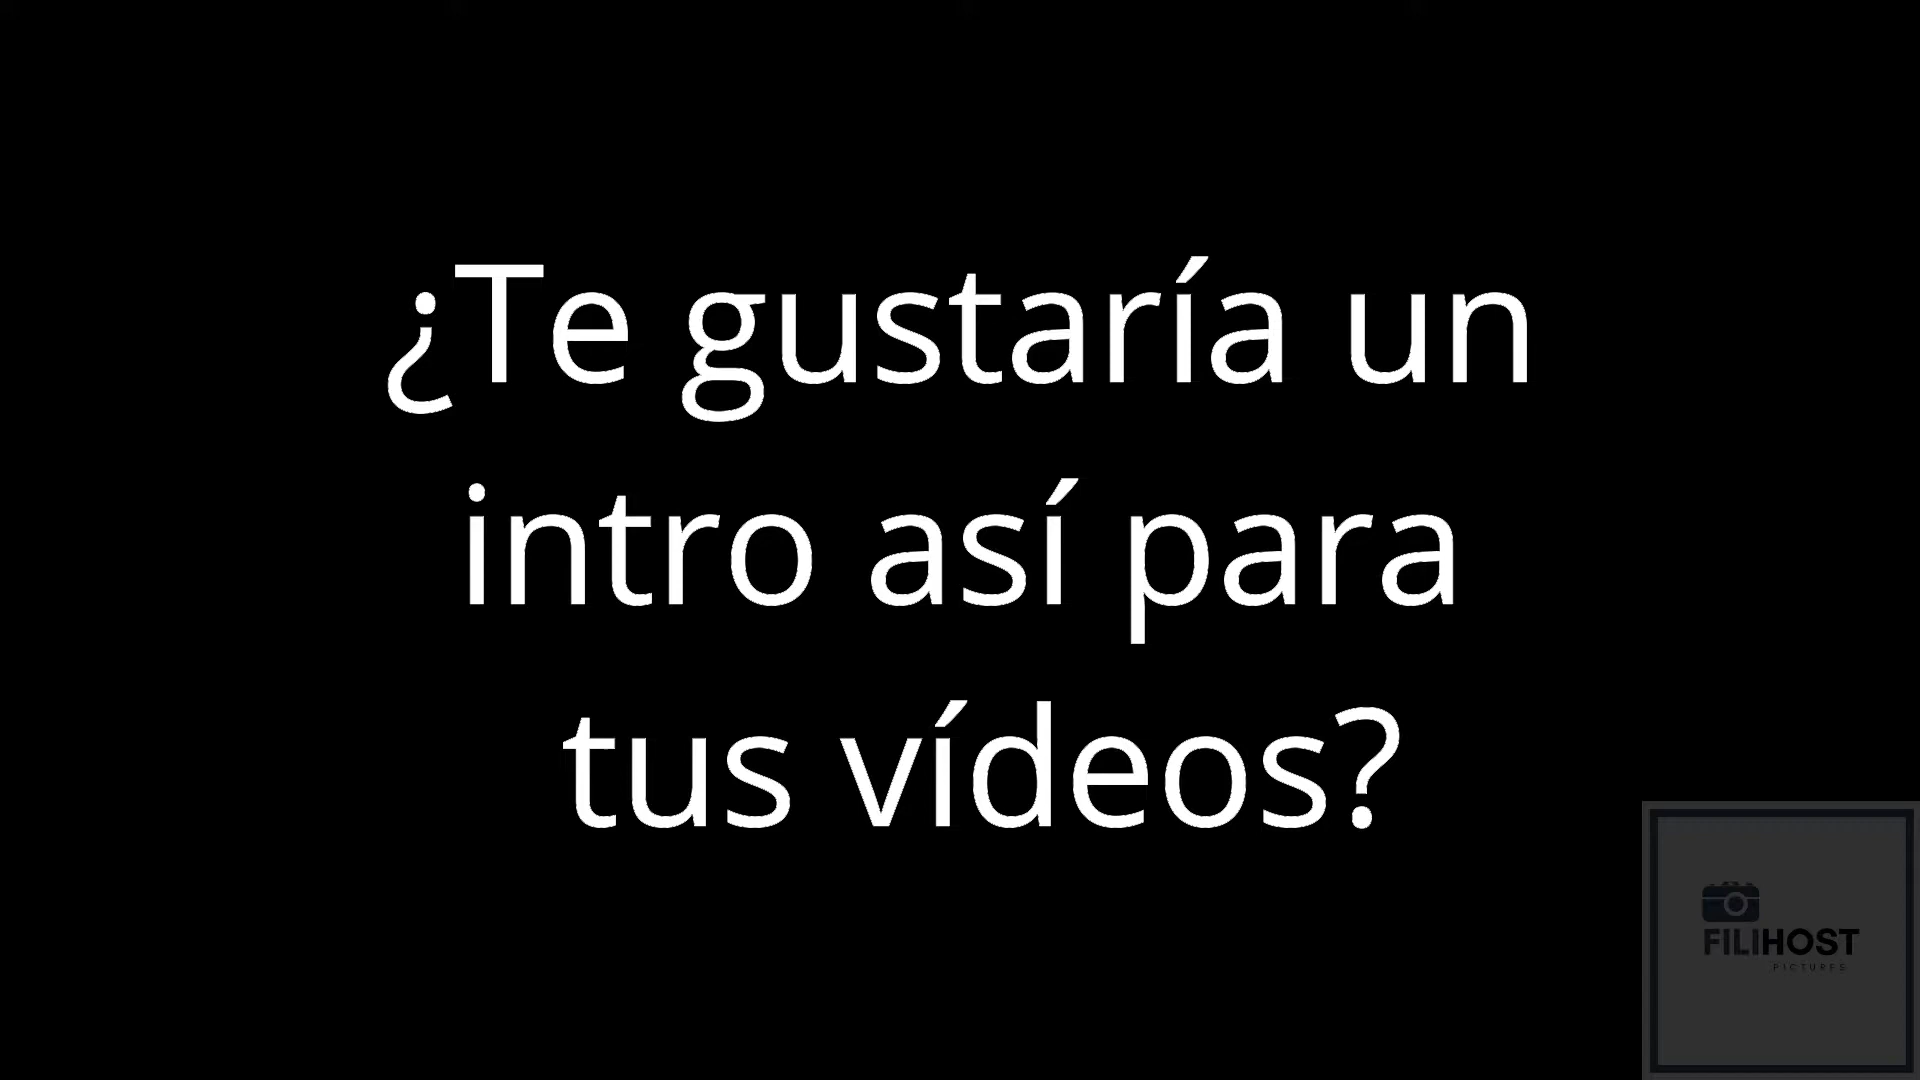 ¿Te gustaría un
intro así para
tus vídeos?
FILIHOST
PICTURES